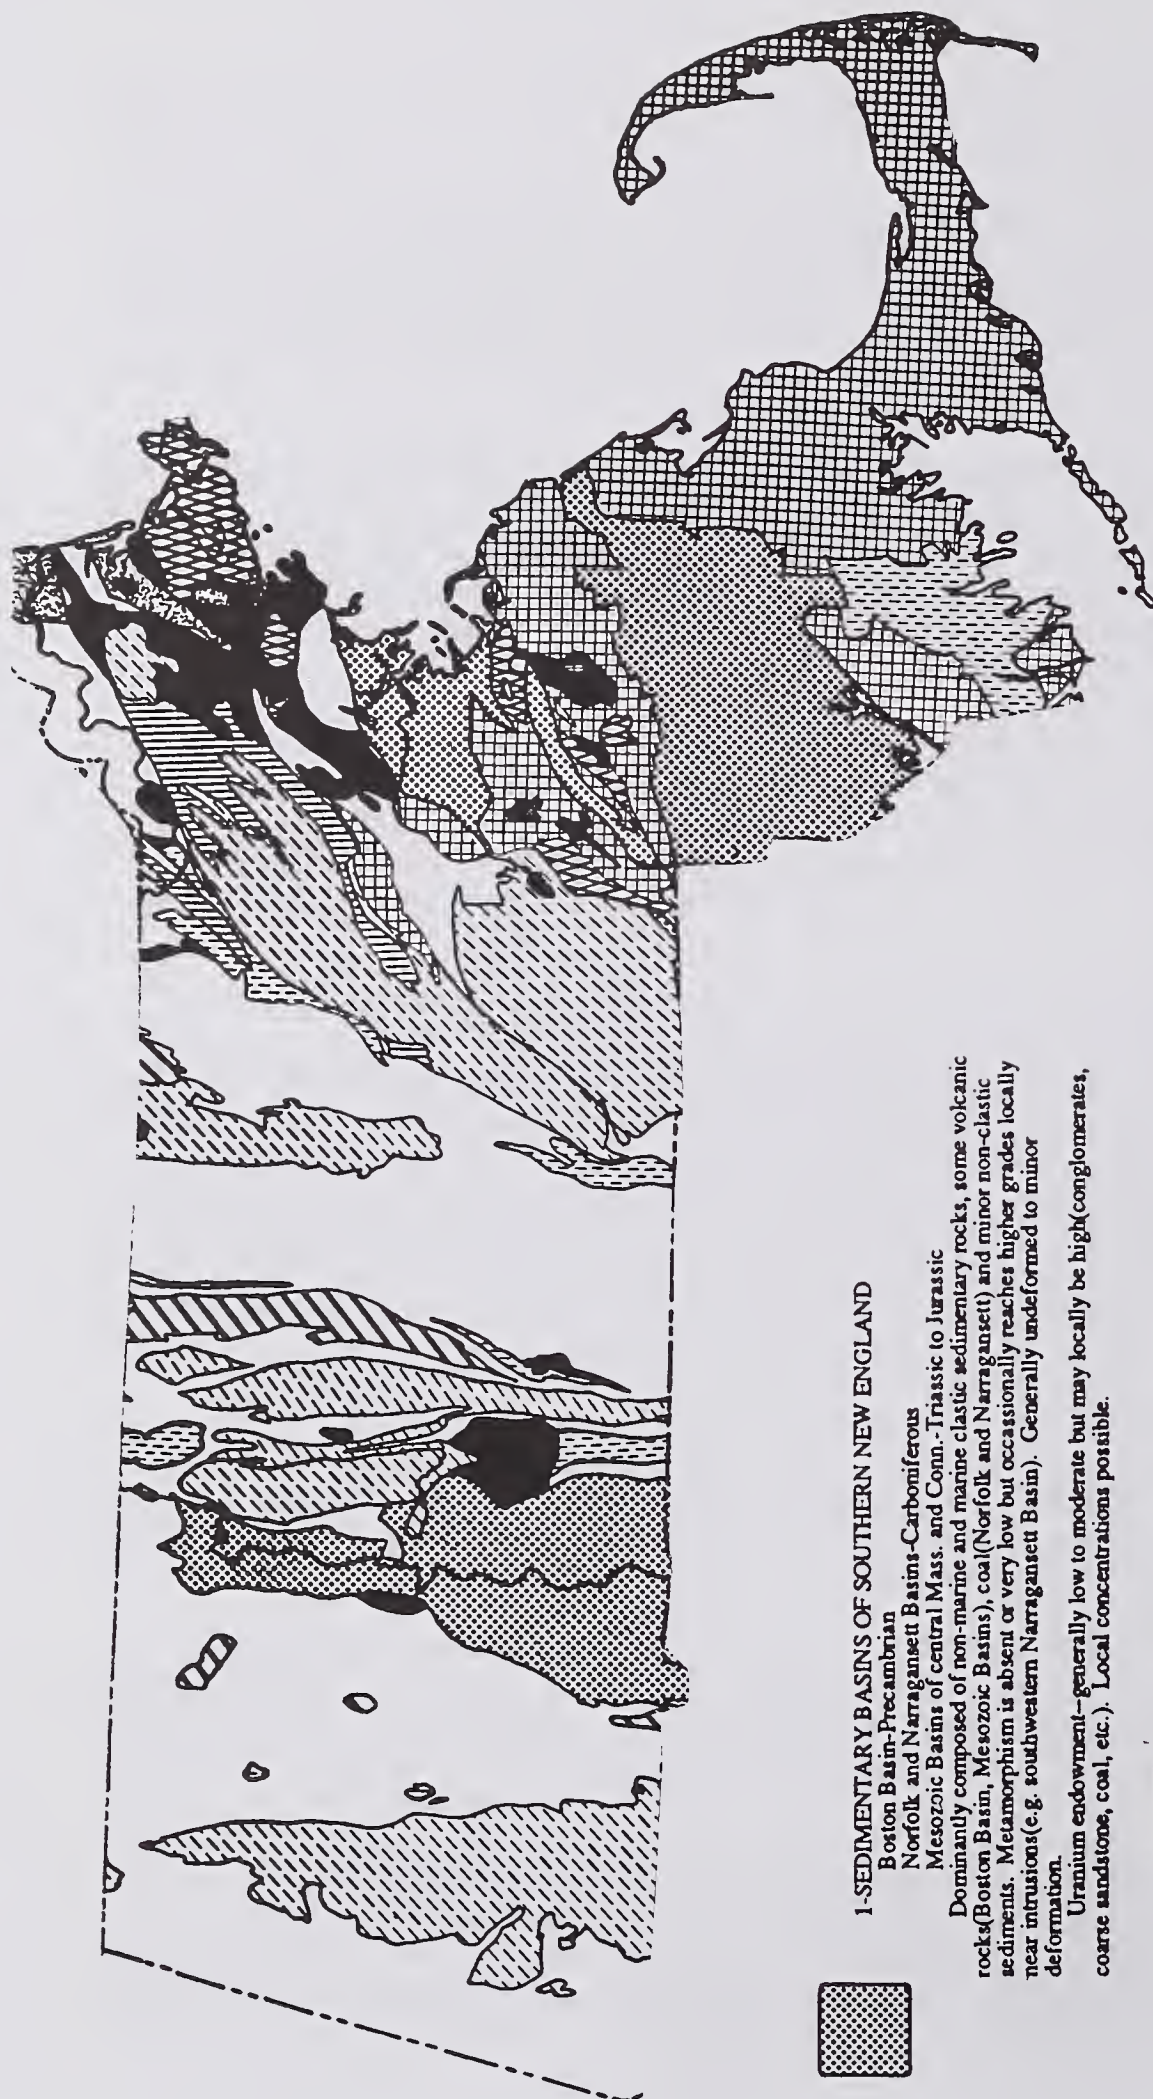 1-SEDIMENTARY BASINS OF SOUTHERN NEW ENGLAND
Boston Basin-Precambrian
Norfolk and Narragansett Basins-Carboniferous
Mesozoic Basins of central Mass. and Conn.-Triassic to Jurassic
Dominantly composed of non-marine and marine clastic sedimentary rocks, some volcanic
rocks(Boston Basin, Mesozoic Basins), coal(Norfolk and Narragansett) and minor non-clastic
sediments. Metamorphism is absent or very low but occassionally reaches higher grades locally
near intrusions(e.g. southwestern Narragansett Basin). Generally undeformed to minor
deformation.
Uranium endowment--generally low to moderate but may locally be high(conglomerates,
coarse sandstone, coal, etc.). Local concentrations possible.